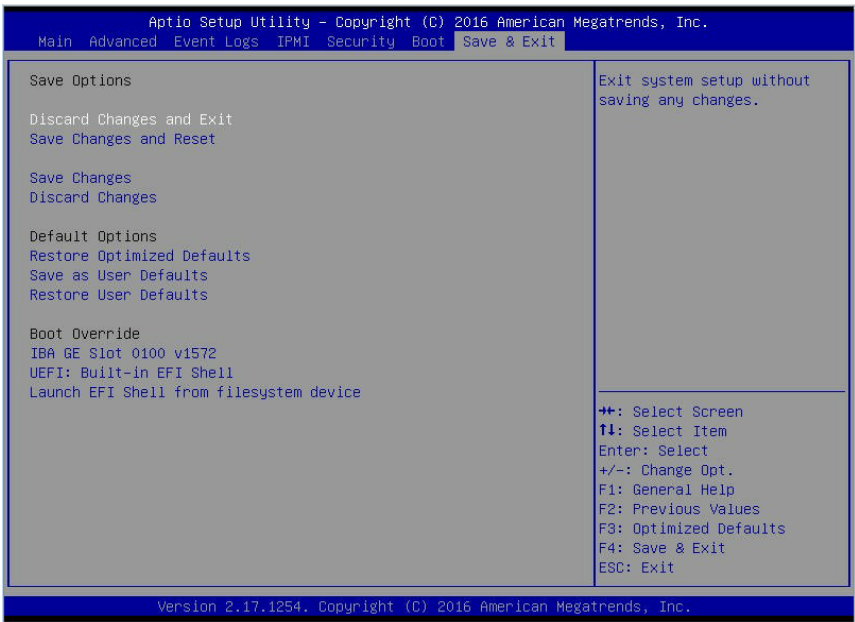 Aptio Setup Utility – Copyright (C) 2016 American Megatrends, Inc.
Main Advanced Event Logs IPMI Security Boot Save & Exit
Save Options
Discard Changes and Exit
Save Changes and Reset
Save Changes
Discard Changes
Default Options
Restore Optimized Defaults
Save as User Defaults
Restore User Defaults
Boot Override
IBA GE Slot 0100 v1572
UEFI: Built-in EFI Shell
Launch EFI Shell from filesystem device
Exit system setup without
saving any changes.
→←: Select Screen
↑↓: Select Item
Enter: Select
+/-: Change Opt.
F1: General Help
F2: Previous Values
F3: Optimized Defaults
F4: Save & Exit
ESC: Exit
Version 2.17.1254. Copyright (C) 2016 American Megatrends, Inc.